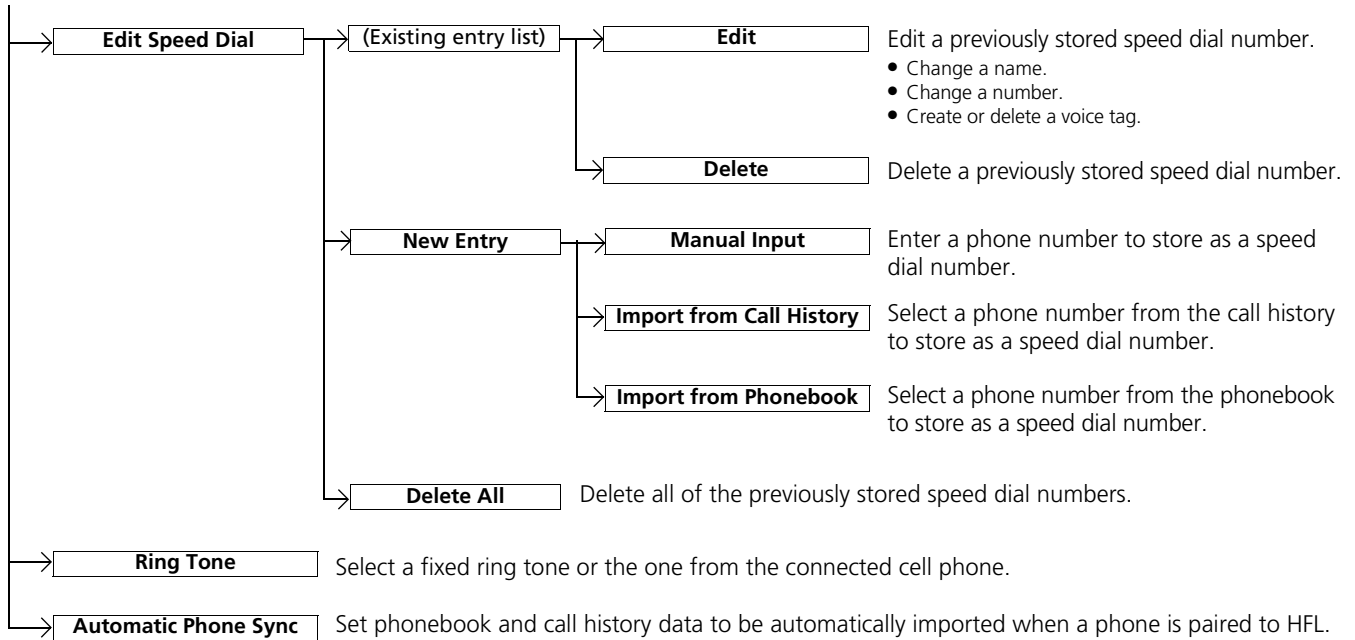 Edit Speed Dial
(Existing entry list)
Edit
Edit a previously stored speed dial number.
● Change a name.
● Change a number.
● Create or delete a voice tag.
Delete
Delete a previously stored speed dial number.
New Entry
Manual Input
Enter a phone number to store as a speed
dial number.
Import from Call History
Select a phone number from the call history
to store as a speed dial number.
Import from Phonebook
Select a phone number from the phonebook
to store as a speed dial number.
Delete All
Delete all of the previously stored speed dial numbers.
Ring Tone
Select a fixed ring tone or the one from the connected cell phone.
Automatic Phone Sync
Set phonebook and call history data to be automatically imported when a phone is paired to HFL.